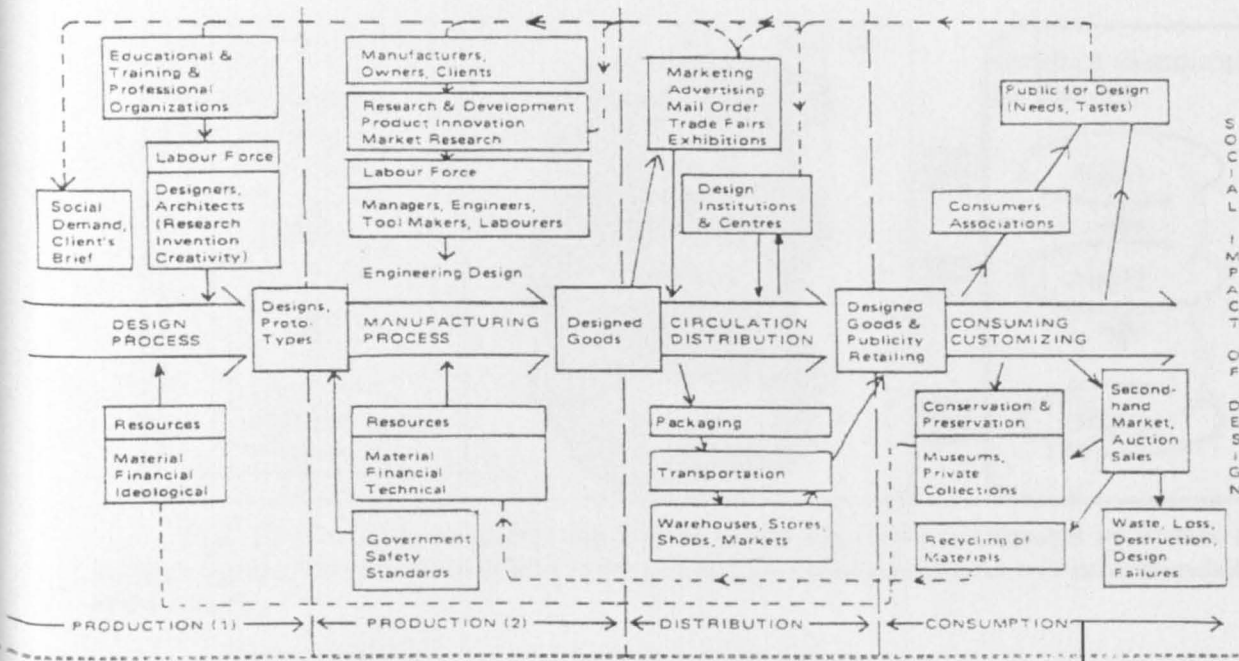 Educational &
Training &
Professional
Organizations
Labour Force
Designers,
Architects
(Research
Invention
Creativity)
Social
Demand,
Client's
Brief
DESIGN
PROCESS
Resources
Material
Financial
Ideological
Designs,
Proto
Types
Manufacturers,
Owners, Clients
Research & Development
Product Innovation
Market Research
Labour Force
Managers, Engineers,
Tool Makers, Labourers
Engineering Design
MANUFACTURING
PROCESS
Resources
Material
Financial
Technical
Government
Safety
Standards
Designed
Goods
Marketing
Advertising
Mail Order
Trade Fairs
Exhibitions
Design
Institutions
& Centres
CIRCULATION
DISTRIBUTION
Packaging
Transportation
Warehouses, Stores,
Shops, Markets
Designed
Goods &
Publicity
Retailing
Public for Design
(Needs, Tastes)
Consumers
Associations
CONSUMING
CUSTOMIZING
Conservation &
Preservation
Museums,
Private
Collections
Second-
hand
Market,
Auction
Sales
Recycling of
Materials
Waste, Loss,
Destruction,
Design
Failures
SOCIAL IMPACT OF DESIGN
PRODUCTION (1)
PRODUCTION (2)
DISTRIBUTION
CONSUMPTION